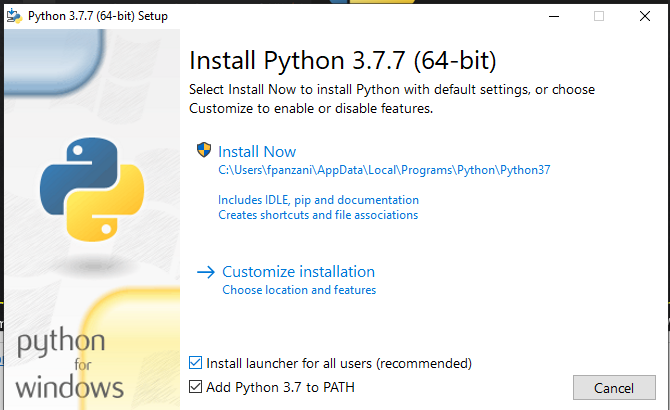 Python 3.7.7 (64-bit) Setup
Install Python 3.7.7 (64-bit)
Select Install Now to install Python with default settings, or choose
Customize to enable or disable features.
Install Now
C:\Users\fpanzani\AppData\Local\Programs\Python\Python37
Includes IDLE, pip and documentation
Creates shortcuts and file associations
Customize installation
Choose location and features
python
for
windows
Install launcher for all users (recommended)
Add Python 3.7 to PATH
Cancel